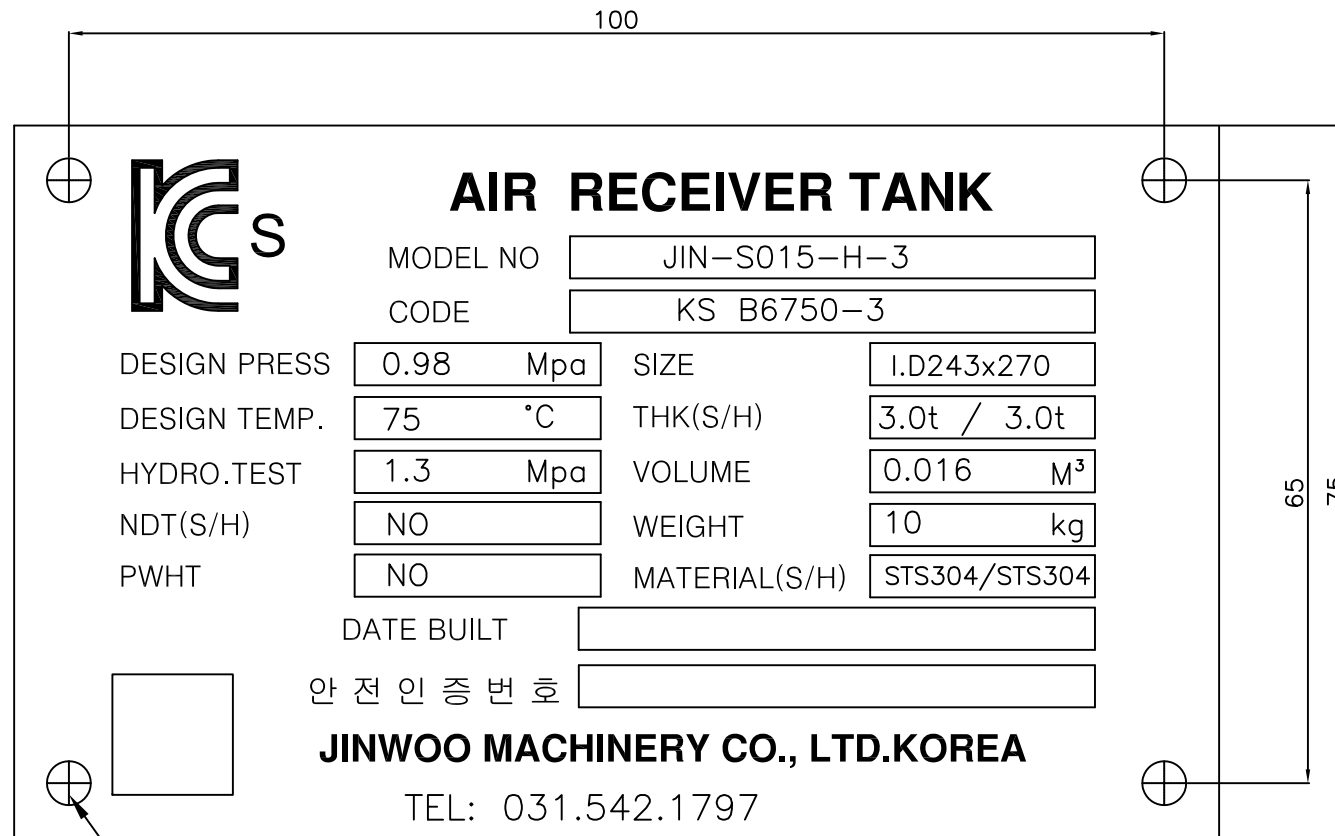 100
KC S
AIR RECEIVER TANK
MODEL NO JIN-S015-H-3
CODE KS B6750-3
DESIGN PRESS 0.98 Mpa SIZE I.D243x270
DESIGN TEMP. 75 °C THK(S/H) 3.0t / 3.0t
HYDRO.TEST 1.3 Mpa VOLUME 0.016 M³
65
75
NDT(S/H) NO WEIGHT 10 kg
PWHT NO MATERIAL(S/H) STS304/STS304
DATE BUILT
안 전 인 증 번 호
JINWOO MACHINERY CO., LTD.KOREA
TEL: 031.542.1797